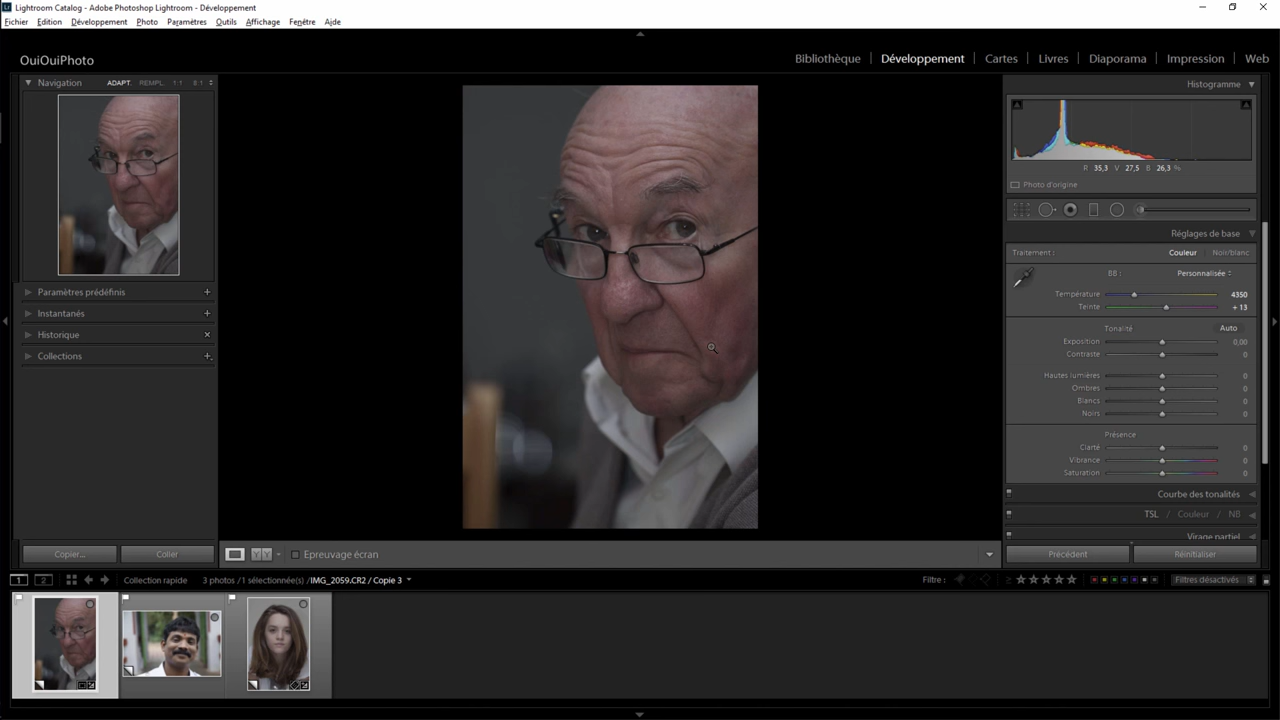 Lightroom Catalog - Adobe Photoshop Lightroom - Développement
Fichier Edition Développement Photo Paramètres Outils Affichage Fenêtre Aide
OuiOuiPhoto
Bibliothèque | Développement | Cartes | Livres | Diaporama | Impression | Web
Navigation ADAPT. REMPL. 1:1 8:1
Paramètres prédéfinis +
Instantanés +
Historique ×
Collections +
Copier... Coller
Histogramme
R 35,3 V 27,5 B 26,3 %
Photo d'origine
Réglages de base
Traitement : Couleur Noir/blanc
BB : Personnalisée
Température 4350
Teinte + 13
Tonalité Auto
Exposition 0,00
Contraste 0
Hautes lumières 0
Ombres 0
Blancs 0
Noirs 0
Présence
Clarté 0
Vibrance 0
Saturation 0
Courbe des tonalités
TSL / Couleur / NB
Virage partiel
Précédent Réinitialiser
Epreuvage écran
1 2 Collection rapide 3 photos /1 sélectionnée(s) /IMG_2059.CR2 / Copie 3
Filtre : Filtres désactivés